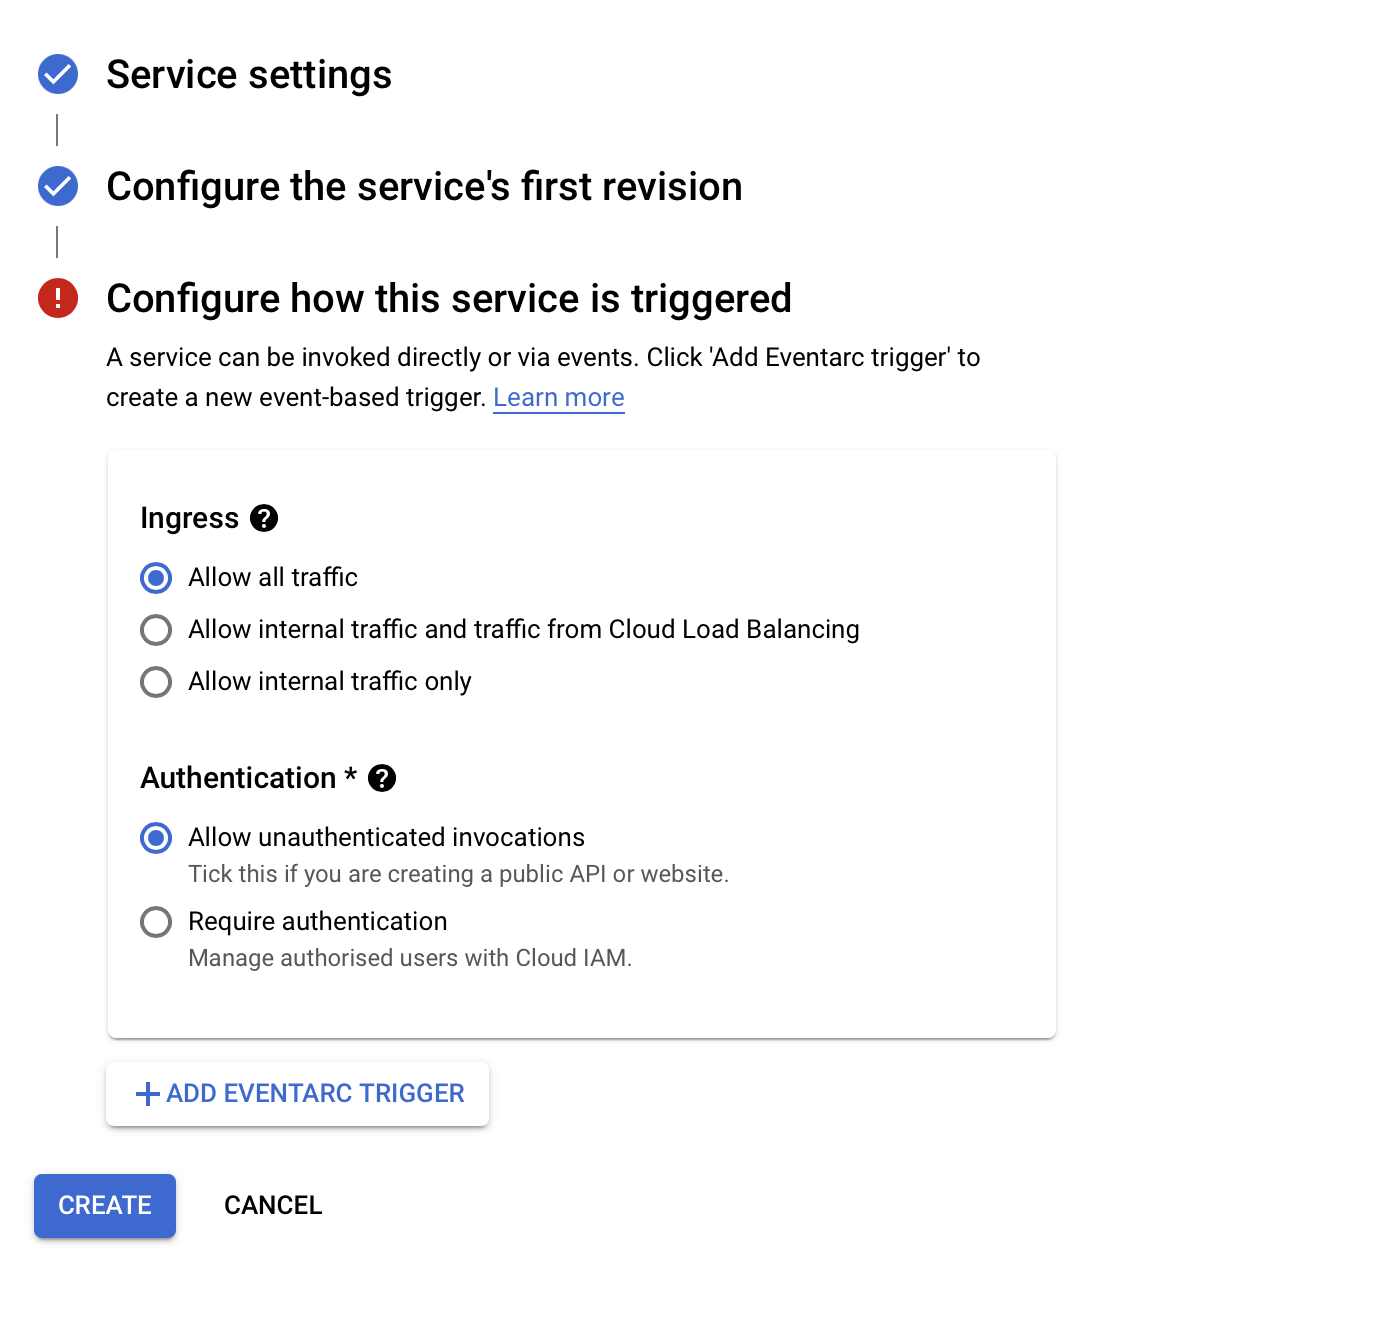 Service settings
Configure the service's first revision
Configure how this service is triggered
A service can be invoked directly or via events. Click 'Add Eventarc trigger' to
create a new event-based trigger. Learn more
Ingress
Allow all traffic
Allow internal traffic and traffic from Cloud Load Balancing
Allow internal traffic only
Authentication *
Allow unauthenticated invocations
Tick this if you are creating a public API or website.
Require authentication
Manage authorised users with Cloud IAM.
ADD EVENTARC TRIGGER
CREATE CANCEL